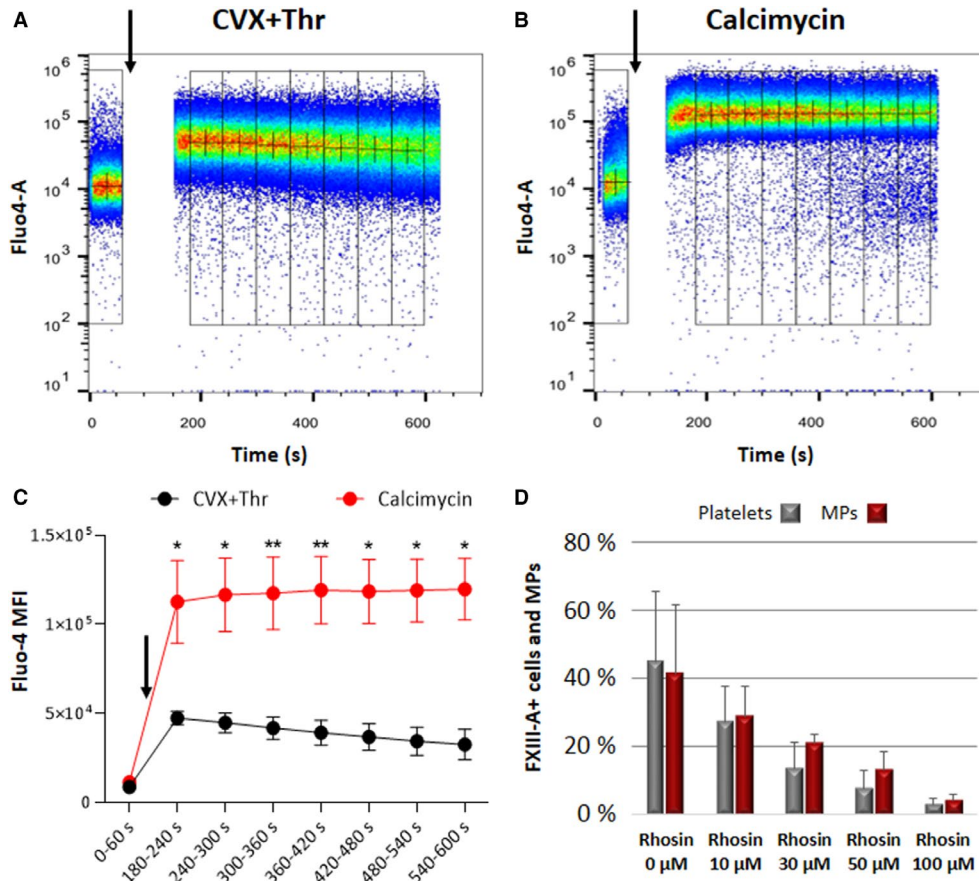 A
CVX+Thr
Fluo4-A
10^6
10^5
10^4
10^3
10^2
10^1
0
200
400
600
Time (s)
B
Calcimycin
Fluo4-A
10^6
10^5
10^4
10^3
10^2
10^1
0
200
400
600
Time (s)
C
CVX+Thr
Calcimycin
Fluo-4 MFI
1.5×10^5
1×10^5
5×10^4
0
* * ** ** * * *
0-60 s
180-240 s
240-300 s
300-360 s
360-420 s
420-480 s
480-540 s
540-600 s
D
Platelets MPs
FXIII-A+ cells and MPs
80 %
60 %
40 %
20 %
0 %
Rhosin Rhosin Rhosin Rhosin Rhosin
0 µM 10 µM 30 µM 50 µM 100 µM